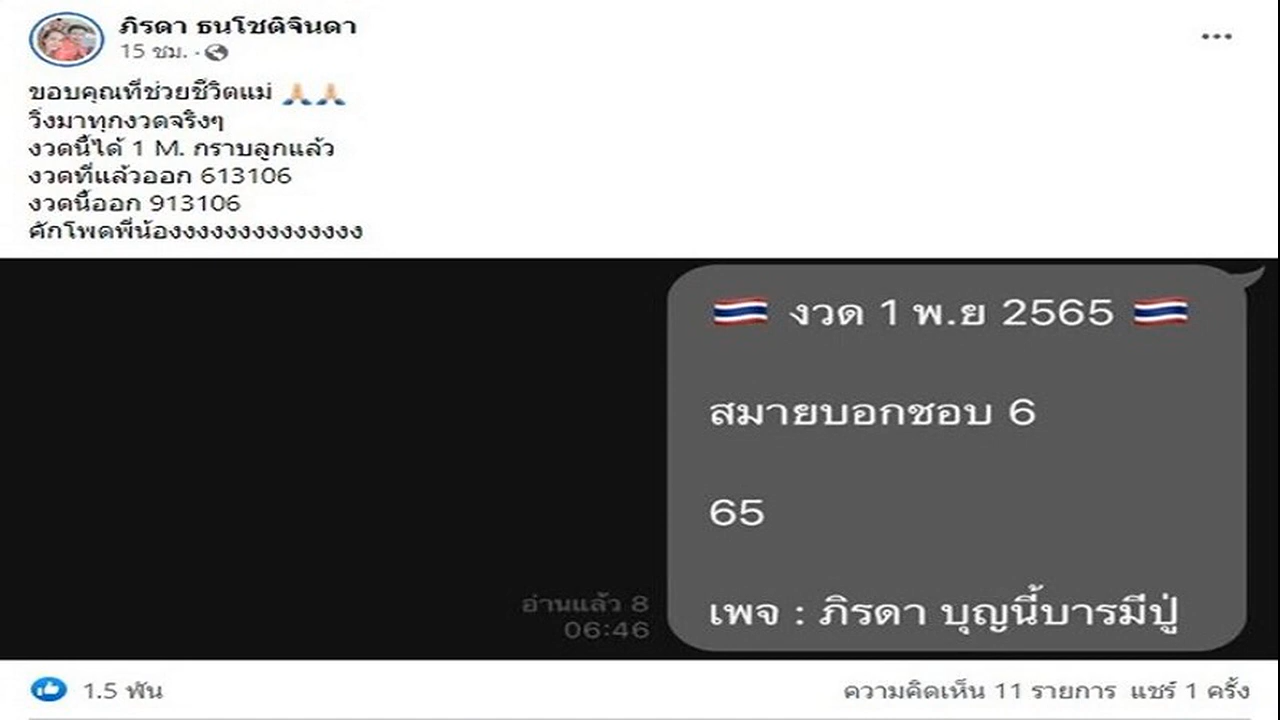 ภิรดา ธนโชติจินดา
15 ชม. ·
ขอบคุณที่ช่วยชีวิตแม่ 🙏🏻🙏🏻
วิ่งมาทุกงวดจริงๆ
งวดนี้ได้ 1 M. กราบลูกแล้ว
งวดที่แล้วออก 613106
งวดนี้ออก 913106
คักโพดพี่น้องงงงงงงงงงงงงงง
🇹🇭 งวด 1 พ.ย 2565 🇹🇭
สมายบอกชอบ 6
65
อ่านแล้ว 8
06:46
เพจ : ภิรดา บุญนี้บารมีปู่
1.5 พัน
ความคิดเห็น 11 รายการ แชร์ 1 ครั้ง